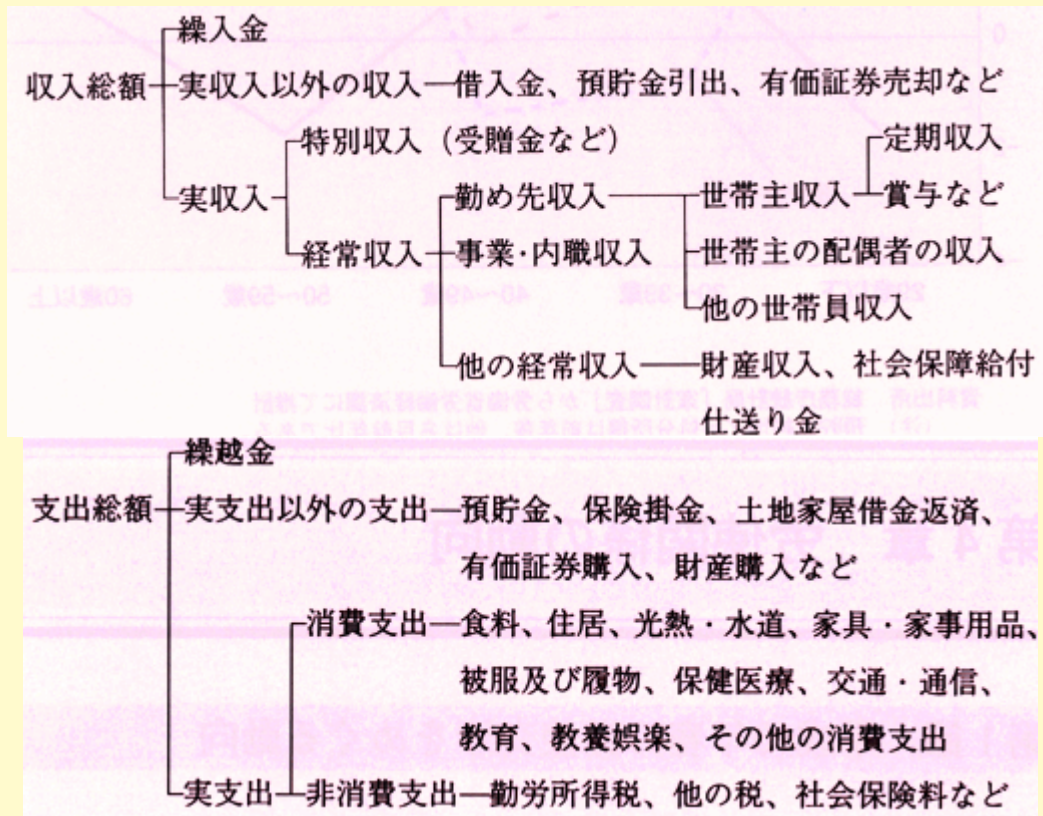 繰入金
収入総額 実収入以外の収入 借入金、預貯金引出、有価証券売却など
特別収入（受贈金など） 定期収入
実収入 勤め先収入 世帯主収入 賞与など
経常収入 事業・内職収入 世帯主の配偶者の収入
他の世帯員収入
他の経常収入 財産収入、社会保障給付
仕送り金
繰越金
支出総額 実支出以外の支出 預貯金、保険掛金、土地家屋借金返済、
有価証券購入、財産購入など
消費支出 食料、住居、光熱・水道、家具・家事用品、
被服及び履物、保健医療、交通・通信、
教育、教養娯楽、その他の消費支出
実支出 非消費支出 勤労所得税、他の税、社会保険料など